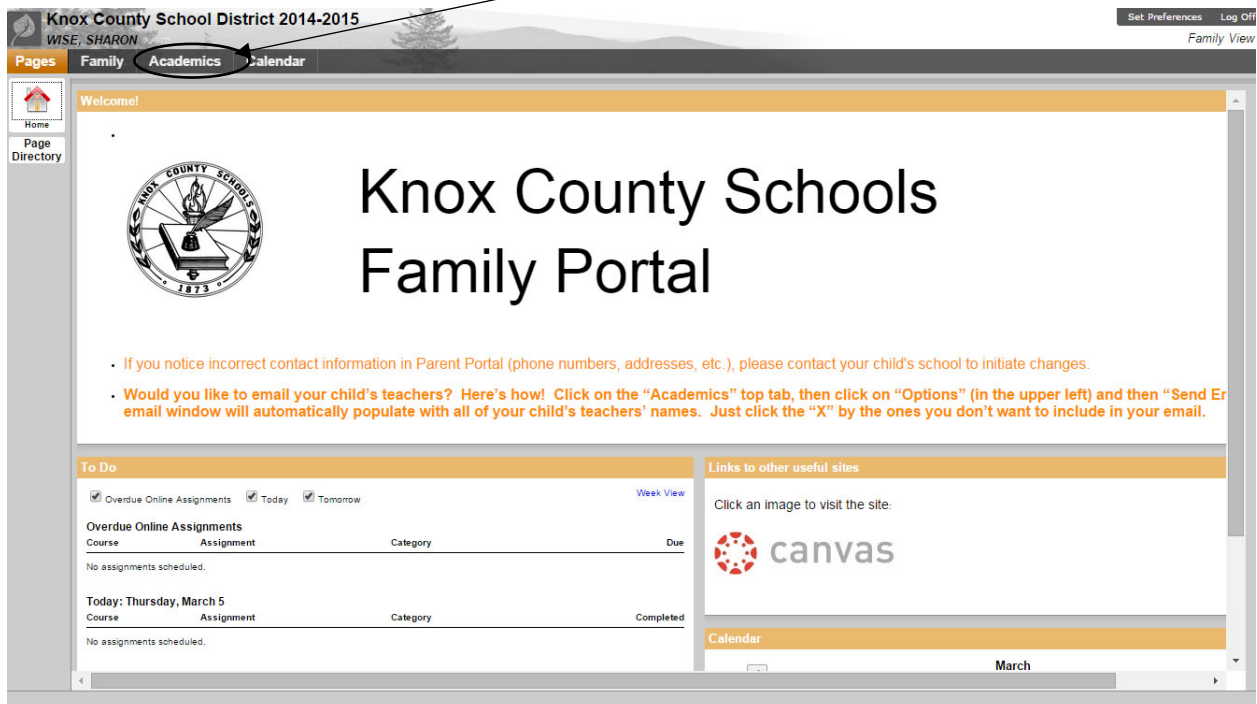 Knox County School District 2014-2015
Set Preferences Log Off
WISE, SHARON
Family View
Pages Family Academics Calendar
Home
Page
Directory
Welcome!
KNOX COUNTY SCHOOLS
1873
Knox County Schools
Family Portal
• If you notice incorrect contact information in Parent Portal (phone numbers, addresses, etc.), please contact your child's school to initiate changes.
• Would you like to email your child's teachers? Here's how! Click on the “Academics” top tab, then click on “Options” (in the upper left) and then “Send Er
email window will automatically populate with all of your child's teachers' names. Just click the “X” by the ones you don't want to include in your email.
To Do
Overdue Online Assignments Today Tomorrow Week View
Overdue Online Assignments
Course Assignment Category Due
No assignments scheduled.
Today: Thursday, March 5
Course Assignment Category Completed
No assignments scheduled.
Links to other useful sites
Click an image to visit the site:
canvas
Calendar
March